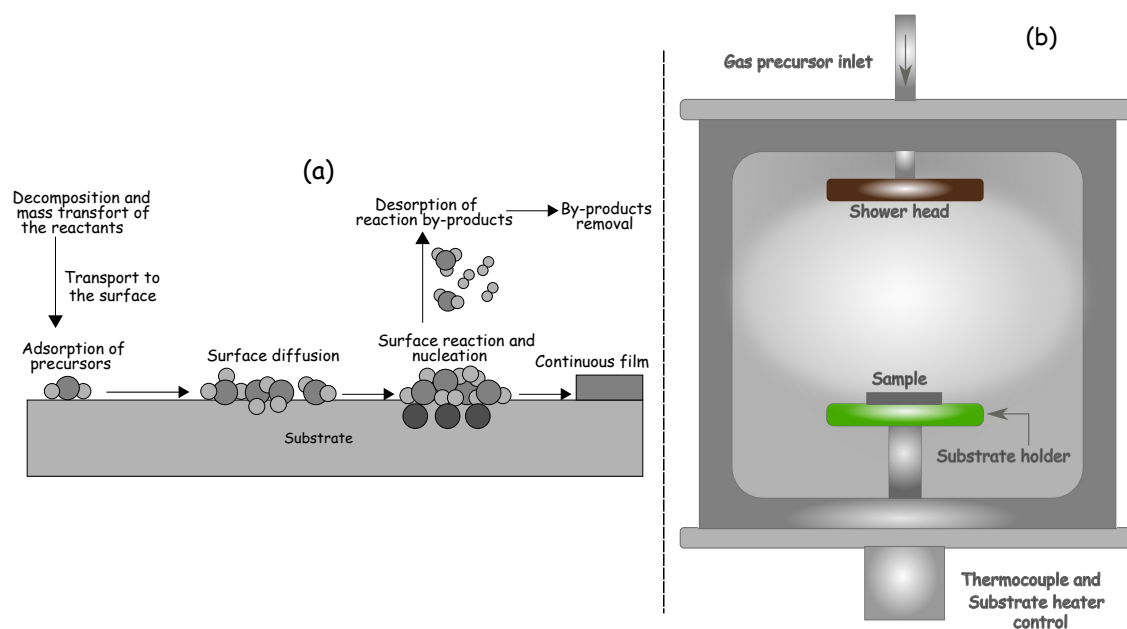 (a)
Decomposition and
mass transfort of
the reactants
Transport to
the surface
Adsorption of
precursors
Surface diffusion
Desorption of
reaction by-products
By-products
removal
Surface reaction and
nucleation
Continuous film
Substrate
(b)
Gas precursor inlet
Shower head
Sample
Substrate holder
Thermocouple and
Substrate heater
control